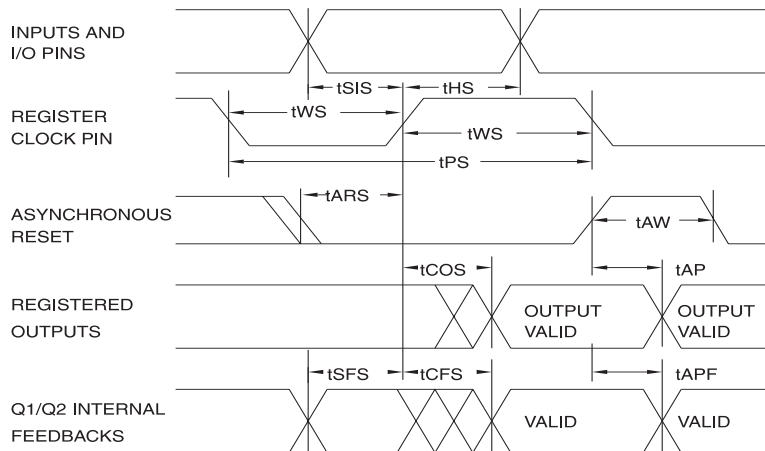 INPUTS AND
I/O PINS
tSIS
tHS
REGISTER
CLOCK PIN
tWS
tWS
tPS
ASYNCHRONOUS
RESET
tARS
tAW
tCOS
tAP
REGISTERED
OUTPUTS
OUTPUT
VALID
OUTPUT
VALID
tSFS
tCFS
tAPF
Q1/Q2 INTERNAL
FEEDBACKS
VALID
VALID